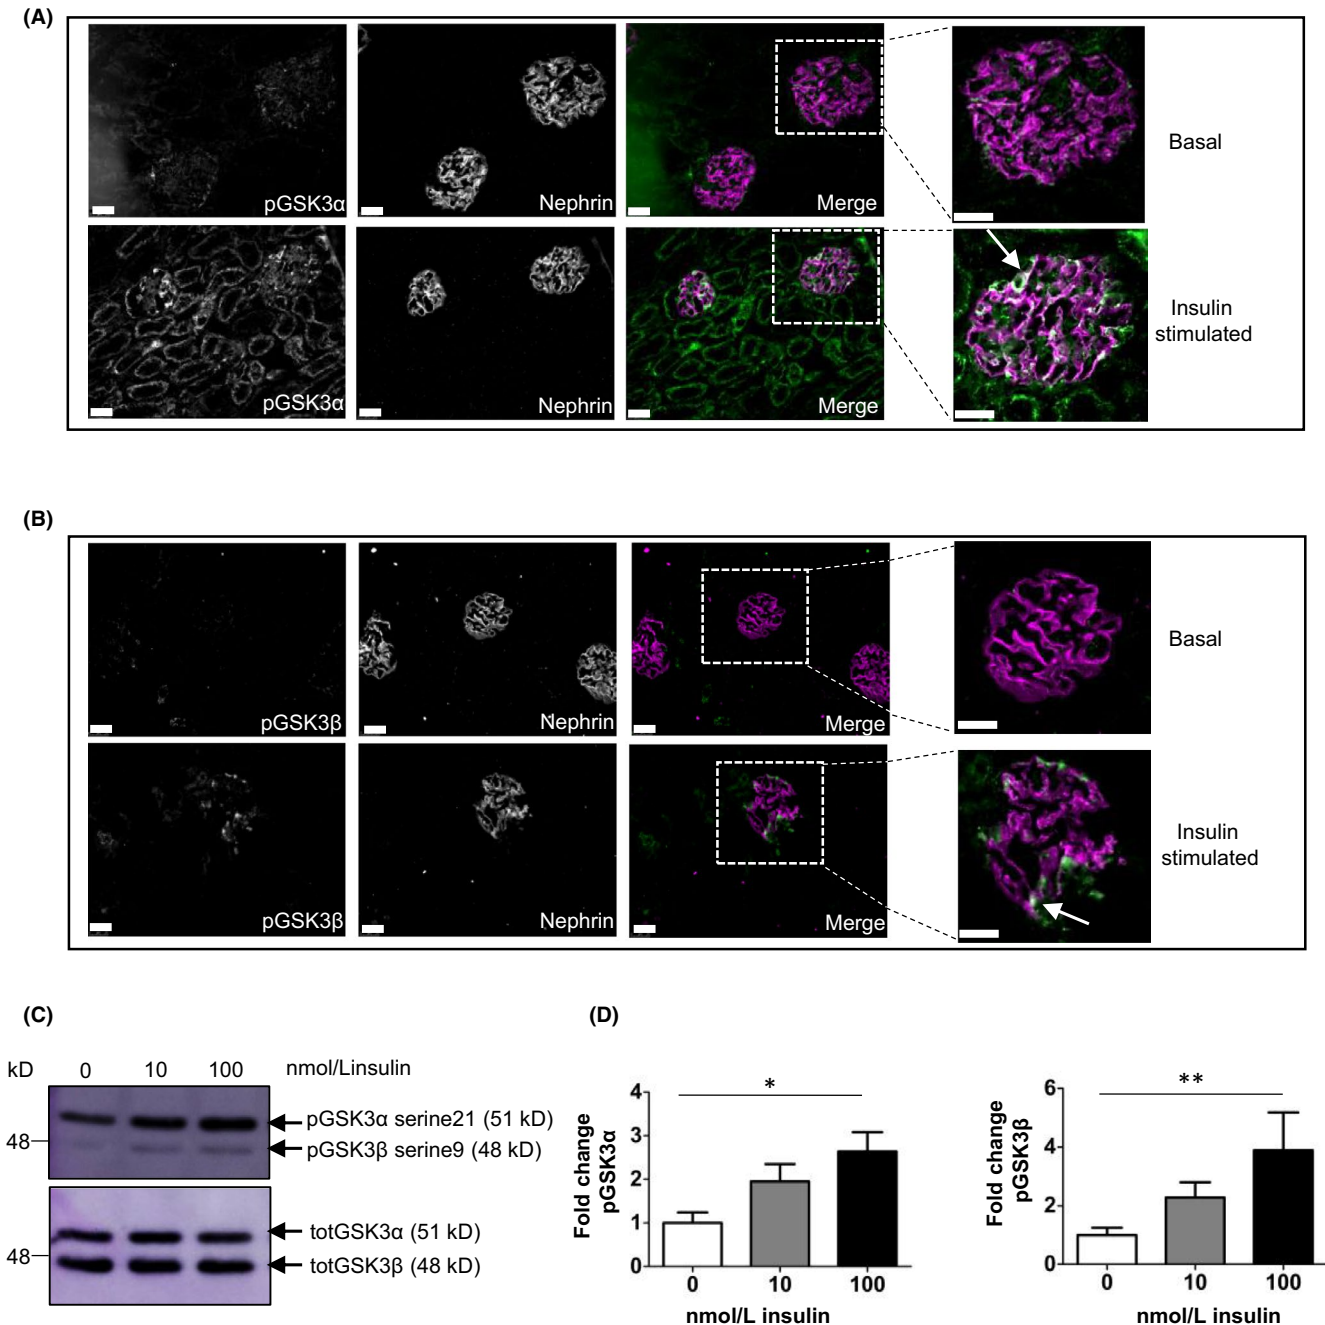 (A)
pGSK3α
Nephrin
Merge
Basal
pGSK3α
Nephrin
Merge
Insulin
stimulated
(B)
pGSK3β
Nephrin
Merge
Basal
pGSK3β
Nephrin
Merge
Insulin
stimulated
(C)
kD 0 10 100 nmol/Linsulin
pGSK3α serine21 (51 kD)
48
pGSK3β serine9 (48 kD)
totGSK3α (51 kD)
48
totGSK3β (48 kD)
(D)
Fold change
pGSK3α
4
3
2
1
0
*
0 10 100
nmol/L insulin
Fold change
pGSK3β
6
4
2
0
**
0 10 100
nmol/L insulin